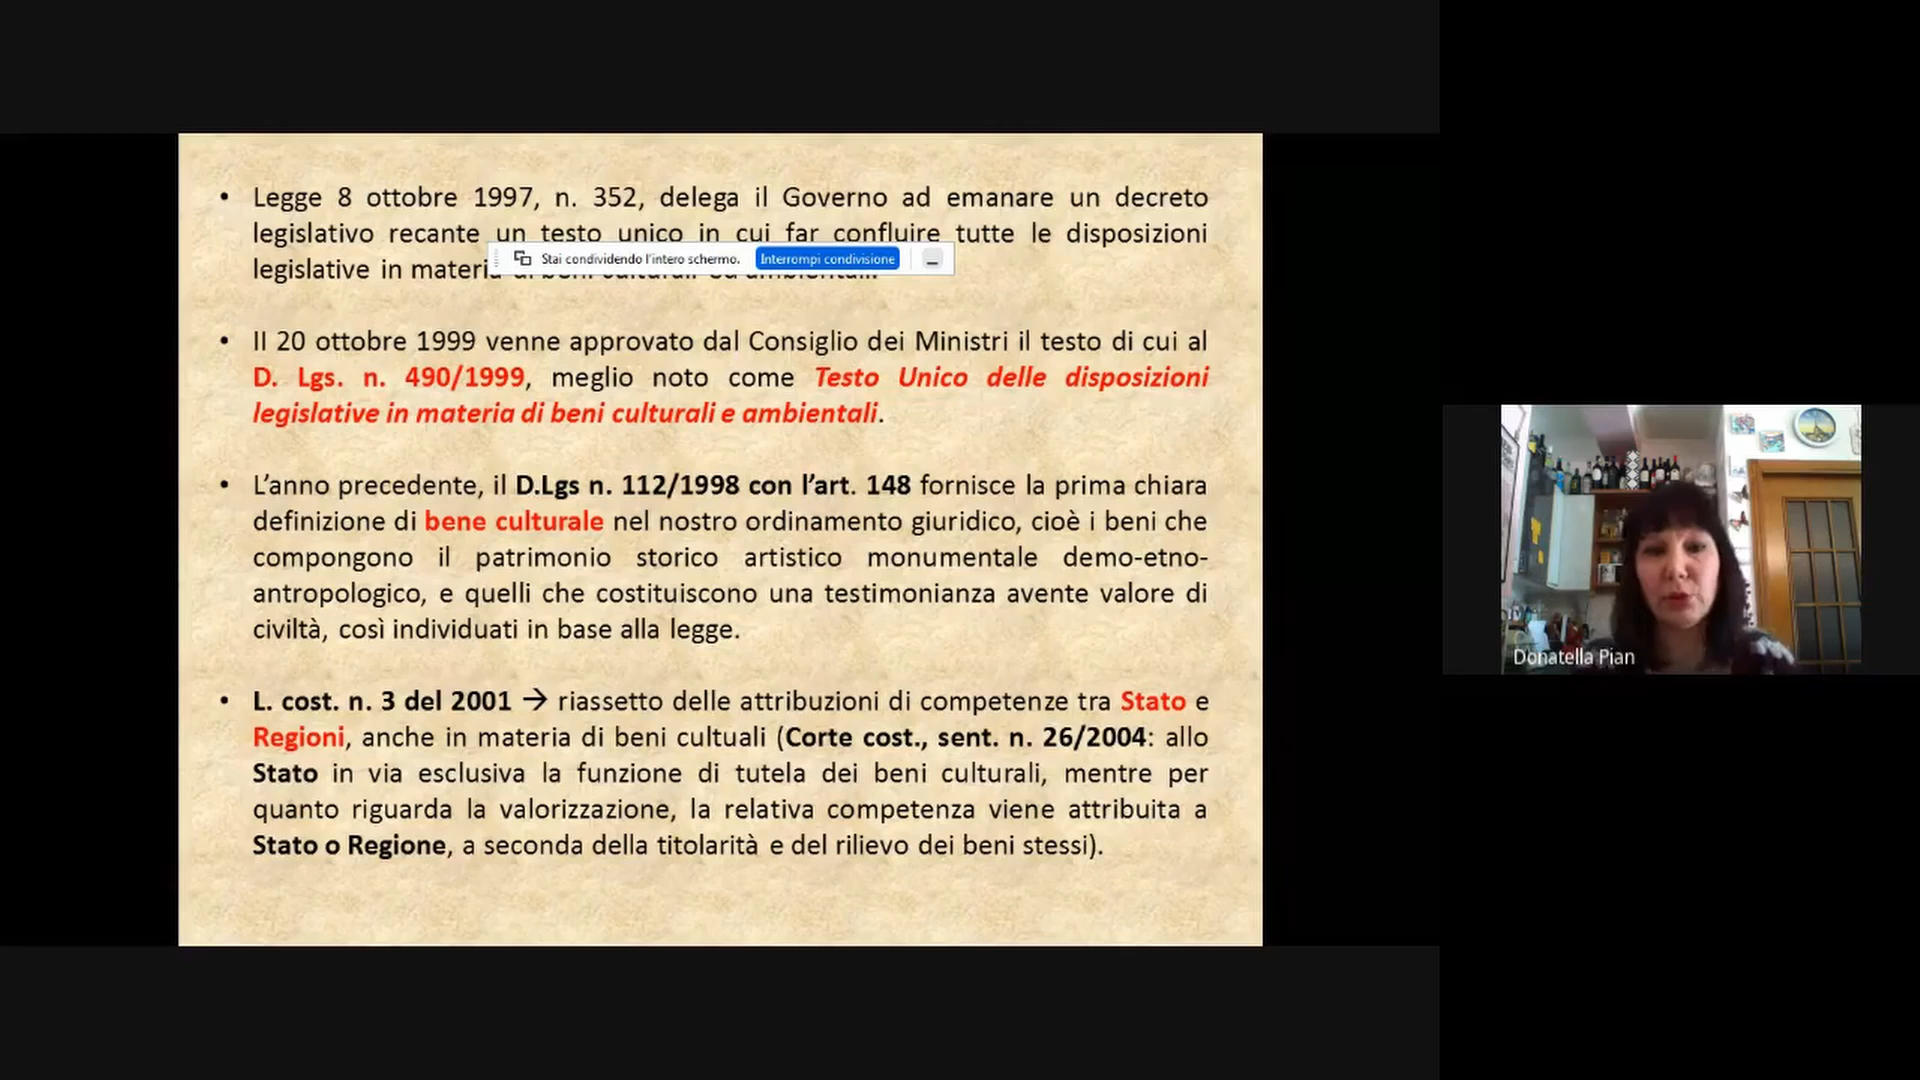 • Legge 8 ottobre 1997, n. 352, delega il Governo ad emanare un decreto
legislativo recante un testo unico in cui far confluire tutte le disposizioni
legislative in materia di beni culturali ed ambientali.
Stai condividendo l'intero schermo. Interrompi condivisione
• Il 20 ottobre 1999 venne approvato dal Consiglio dei Ministri il testo di cui al
D. Lgs. n. 490/1999, meglio noto come Testo Unico delle disposizioni
legislative in materia di beni culturali e ambientali.
• L’anno precedente, il D.Lgs n. 112/1998 con l’art. 148 fornisce la prima chiara
definizione di bene culturale nel nostro ordinamento giuridico, cioè i beni che
compongono il patrimonio storico artistico monumentale demo-etno-
antropologico, e quelli che costituiscono una testimonianza avente valore di
civiltà, così individuati in base alla legge.
• L. cost. n. 3 del 2001 → riassetto delle attribuzioni di competenze tra Stato e
Regioni, anche in materia di beni cultuali (Corte cost., sent. n. 26/2004: allo
Stato in via esclusiva la funzione di tutela dei beni culturali, mentre per
quanto riguarda la valorizzazione, la relativa competenza viene attribuita a
Stato o Regione, a seconda della titolarità e del rilievo dei beni stessi).
Donatella Pian